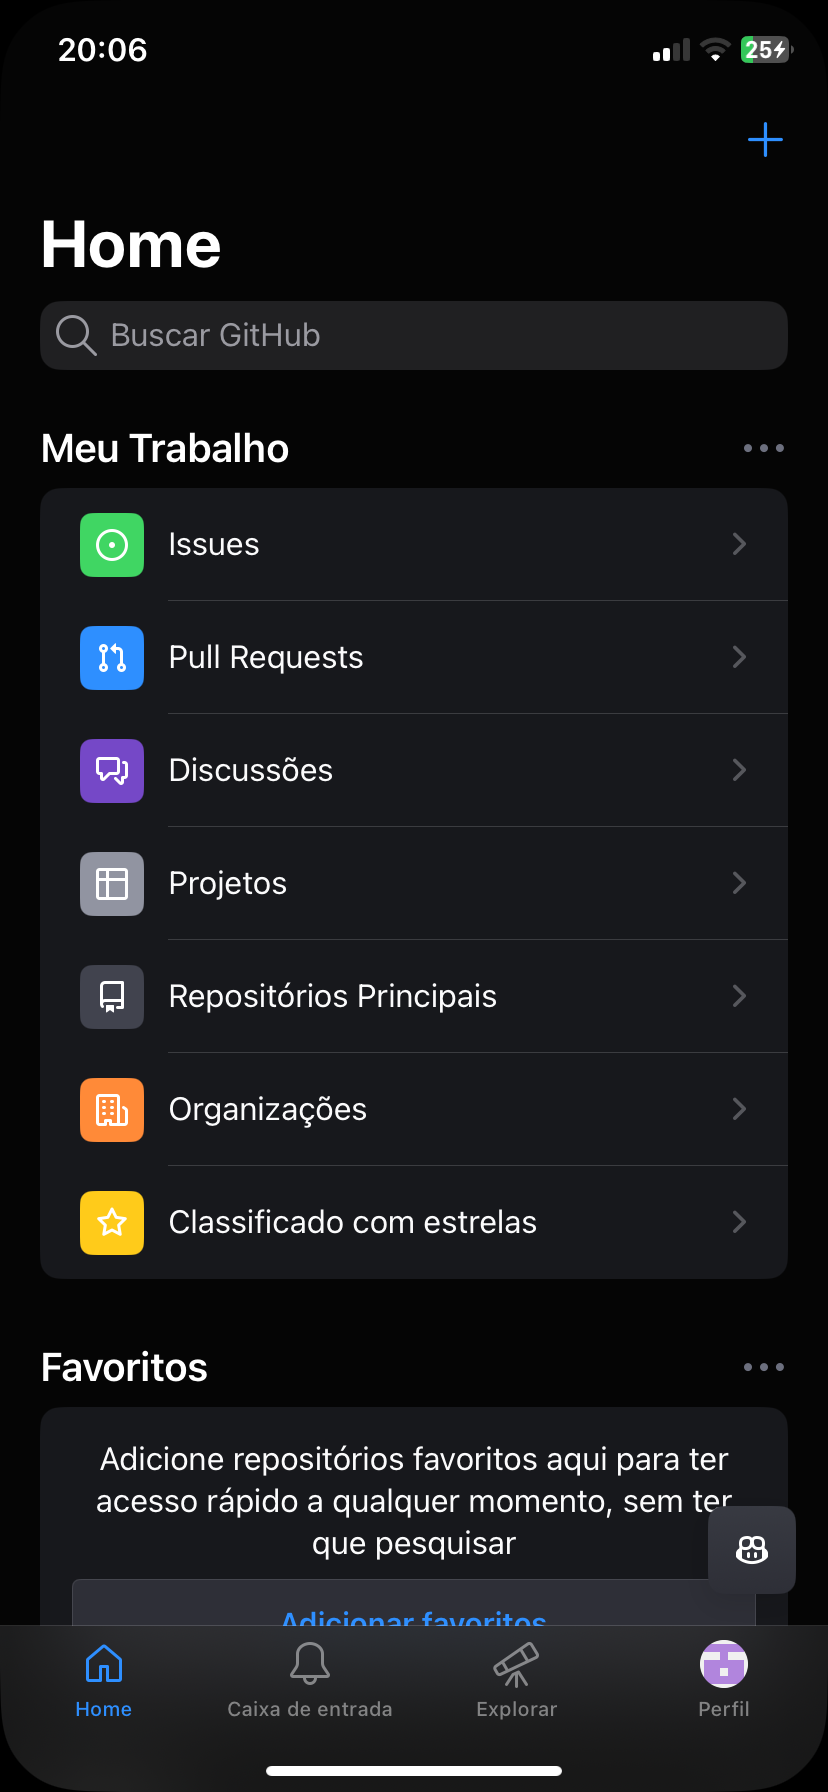 20:06
25
Home
Buscar GitHub
Meu Trabalho
Issues
Pull Requests
Discussões
Projetos
Repositórios Principais
Organizações
Classificado com estrelas
Favoritos
Adicione repositórios favoritos aqui para ter
acesso rápido a qualquer momento, sem ter
que pesquisar
Adicionar favoritos
Home
Caixa de entrada
Explorar
Perfil